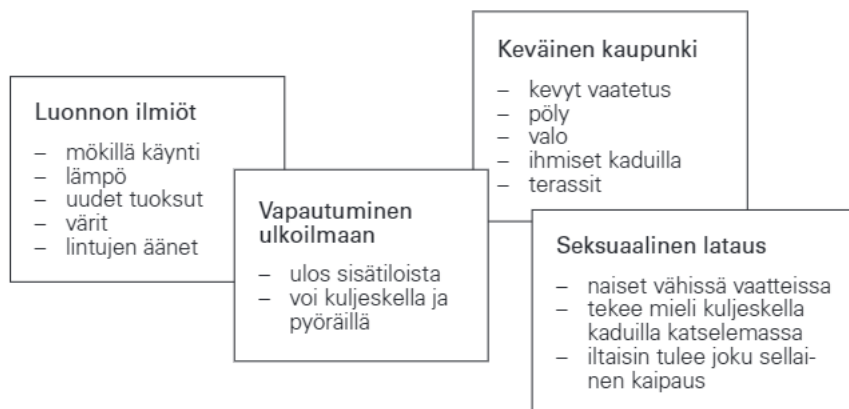 Luonnon ilmiöt
– mökillä käynti
– lämpö
– uudet tuoksut
– värit
– lintujen äänet
Vapautuminen
ulkoilmaan
– ulos sisätiloista
– voi kuljeskella ja
pyöräillä
Keväinen kaupunki
– kevyt vaatetus
– pöly
– valo
– ihmiset kaduilla
– terassit
Seksuaalinen lataus
– naiset vähissä vaatteissa
– tekee mieli kuljeskella
kaduilla katselemassa
– iltaisin tulee joku sellai-
nen kaipaus